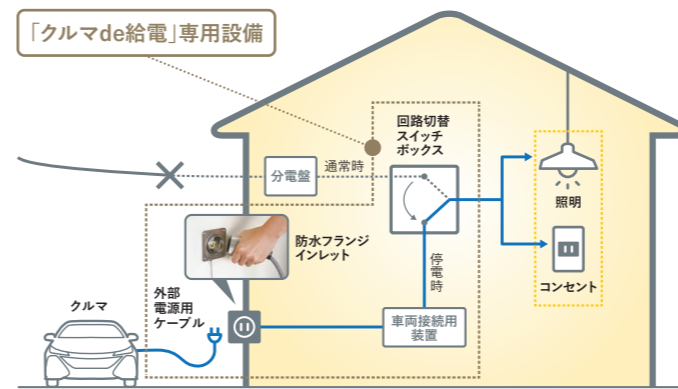 「クルマde給電」専用設備
回路切替
スイッチ
ボックス
通常時
分電盤
照明
防水フランジ
インレット
停電時
コンセント
外部
電源用
ケーブル
クルマ
車両接続用
装置